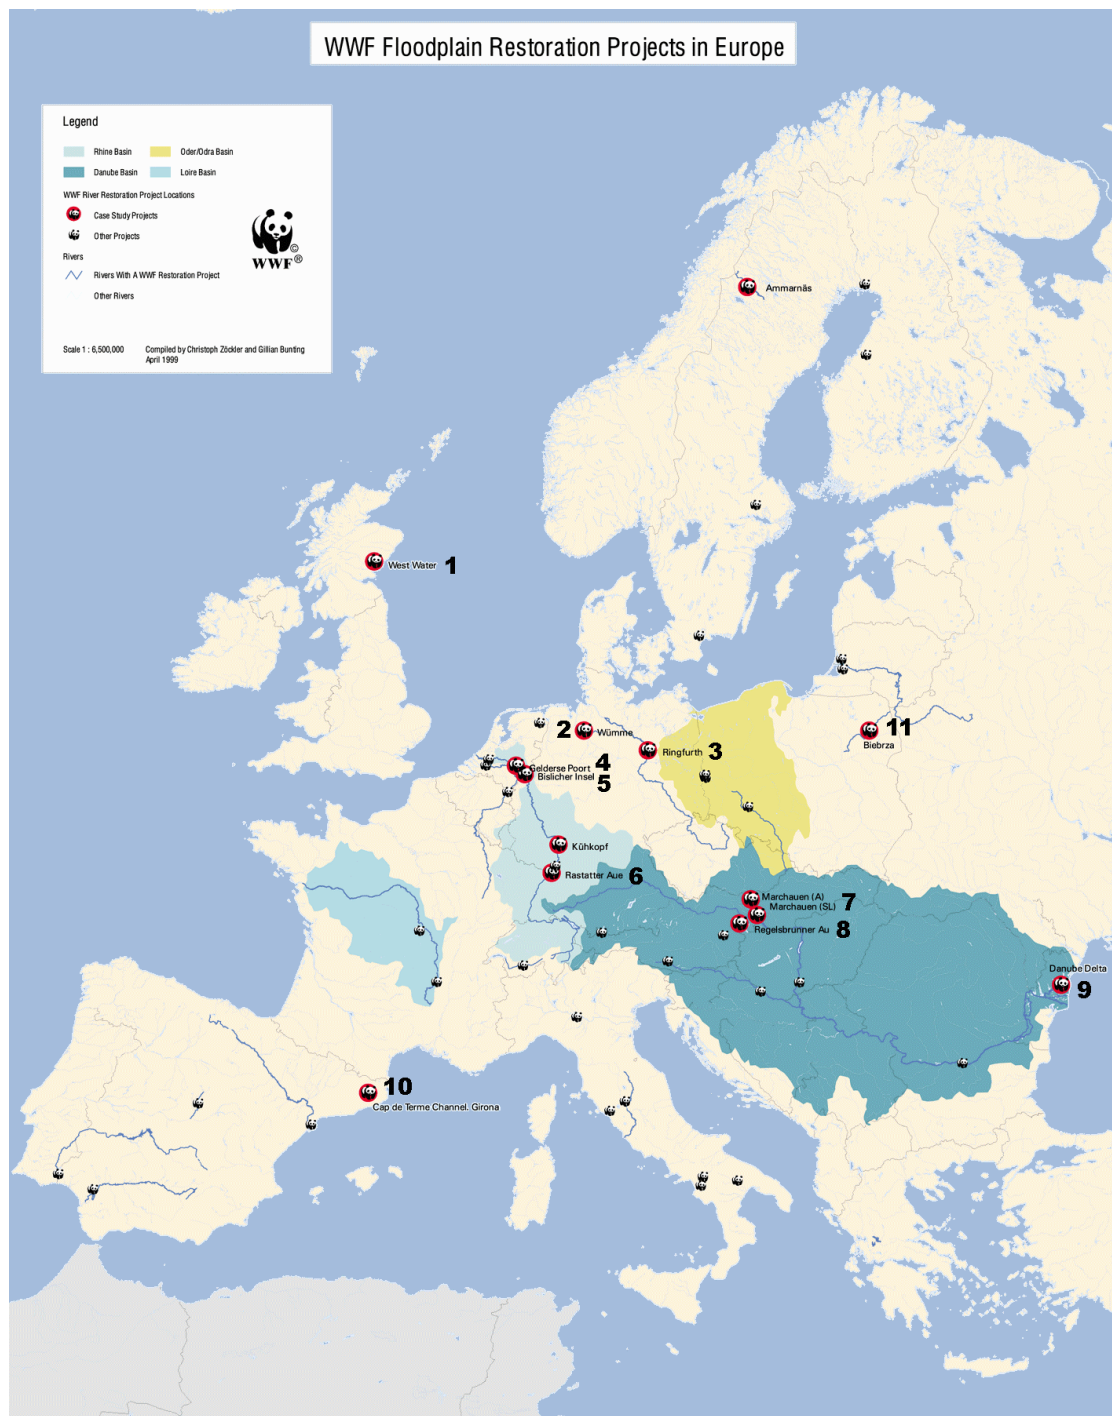 WWF Floodplain Restoration Projects in Europe
Legend
Rhine Basin
Oder/Odra Basin
Danube Basin
Loire Basin
WWF River Restoration Project Locations
Case Study Projects
Other Projects
Rivers
Rivers With A WWF Restoration Project
Other Rivers
©
WWF®
Scale 1 : 6,500,000
Compiled by Christoph Zöckler and Gillian Bunting
April 1999
Ammarnäs
West Water 1
2 Wümme
Ringfurth 3
11
Biebrza
Gelderse Poort 4
Bislicher Insel 5
Kühkopf
Rastatter Aue 6
Marchauen (A) 7
Marchauen (SL)
Regelsbrunner Au 8
Danube Delta
9
10
Cap de Terme Channel. Girona